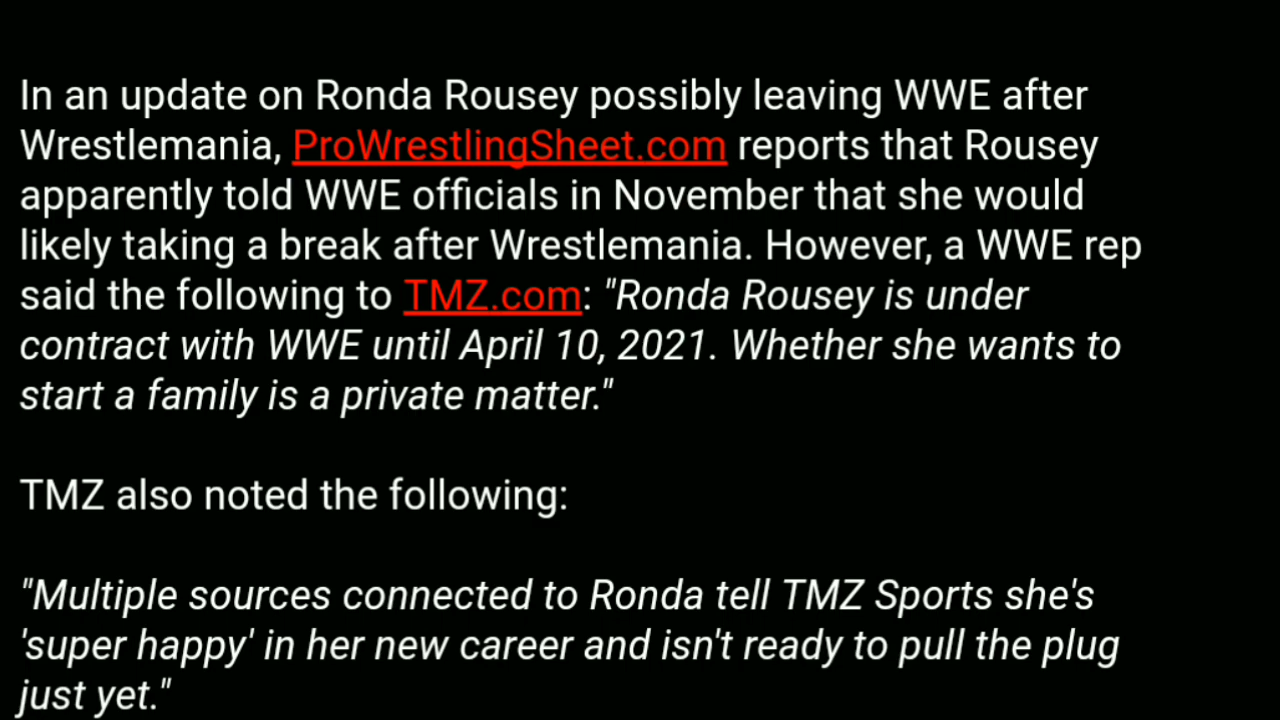 In an update on Ronda Rousey possibly leaving WWE after
Wrestlemania, ProWrestlingSheet.com reports that Rousey
apparently told WWE officials in November that she would
likely taking a break after Wrestlemania. However, a WWE rep
said the following to TMZ.com: "Ronda Rousey is under
contract with WWE until April 10, 2021. Whether she wants to
start a family is a private matter."
TMZ also noted the following:
"Multiple sources connected to Ronda tell TMZ Sports she's
'super happy' in her new career and isn't ready to pull the plug
just yet."